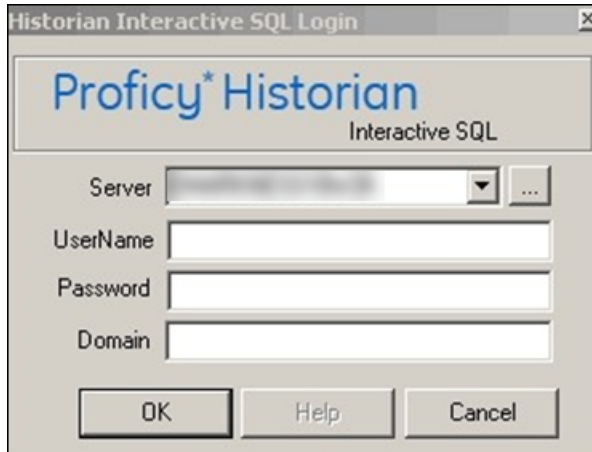 Historian Interactive SQL Login
Proficy* Historian
Interactive SQL
Server
...
UserName
Password
Domain
OK Help Cancel